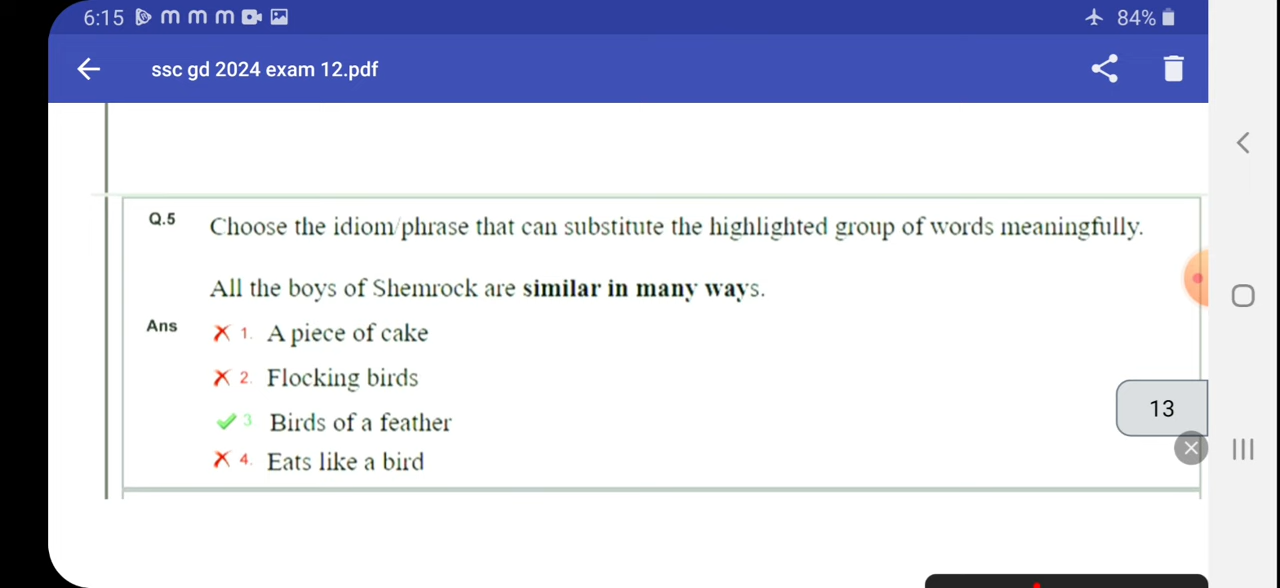 6:15 m m m 84%
ssc gd 2024 exam 12.pdf
Q.5 Choose the idiom/phrase that can substitute the highlighted group of words meaningfully.
All the boys of Shemrock are similar in many ways.
Ans 1. A piece of cake
2. Flocking birds
3 Birds of a feather
4. Eats like a bird
13